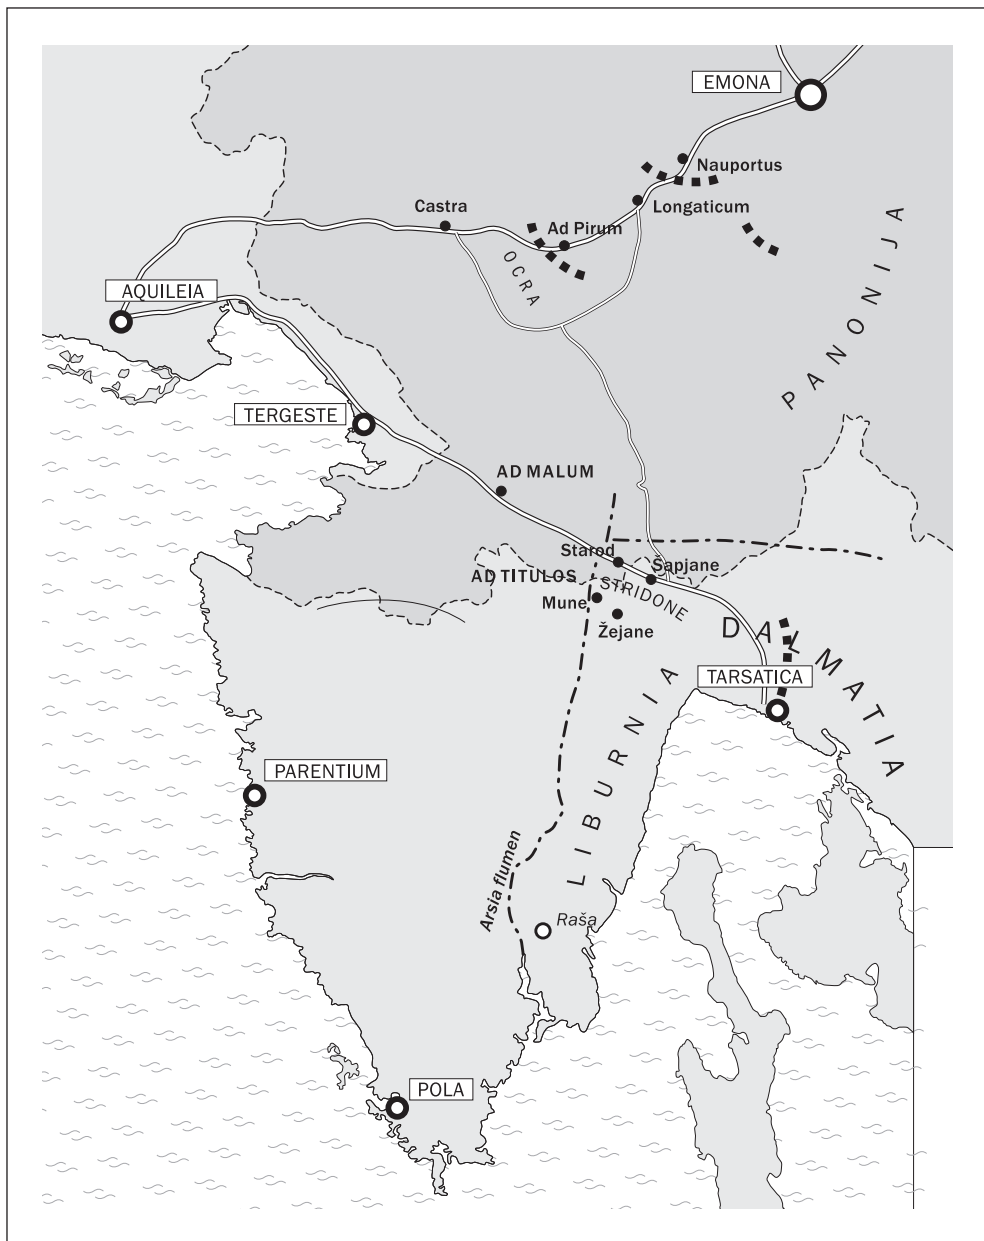 EMONA
Nauportus
Castra
Longaticum
Ad Pirum
OCRA
PANONIJA
AQUILEIA
TERGESTE
AD MALUM
Starod
Šapjane
AD TITULOS
STRIDONE
Mune
Žejane
DALMATIA
TARSATICA
LIBURNIA
PARENTIUM
Arsia flumen
Raša
POLA